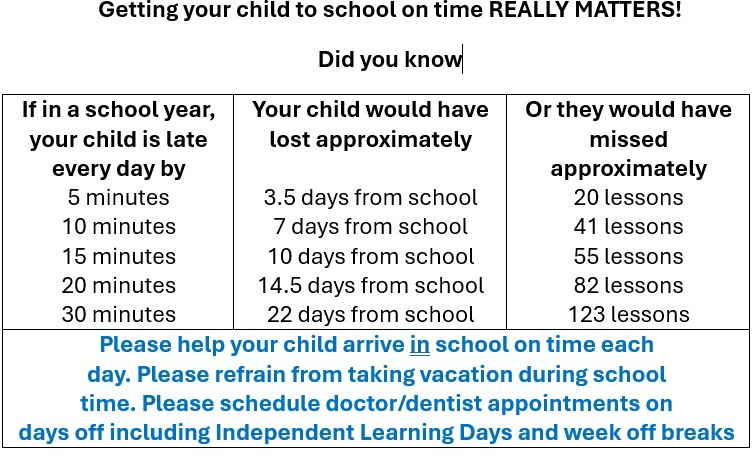 Getting your child to school on time REALLY MATTERS!
Did you know
If in a school year,
your child is late
every day by
Your child would have
lost approximately
Or they would have
missed
approximately
5 minutes 3.5 days from school 20 lessons
10 minutes 7 days from school 41 lessons
15 minutes 10 days from school 55 lessons
20 minutes 14.5 days from school 82 lessons
30 minutes 22 days from school 123 lessons
Please help your child arrive in school on time each
day. Please refrain from taking vacation during school
time. Please schedule doctor/dentist appointments on
days off including Independent Learning Days and week off breaks